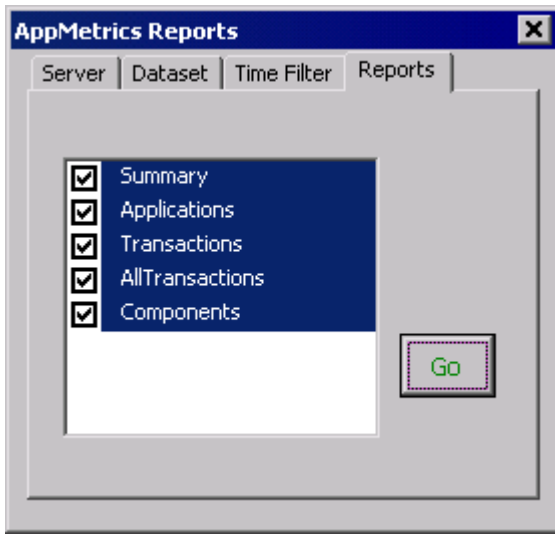 AppMetrics Reports
Server Dataset Time Filter Reports
Summary
Applications
Transactions
AllTransactions
Components
Go